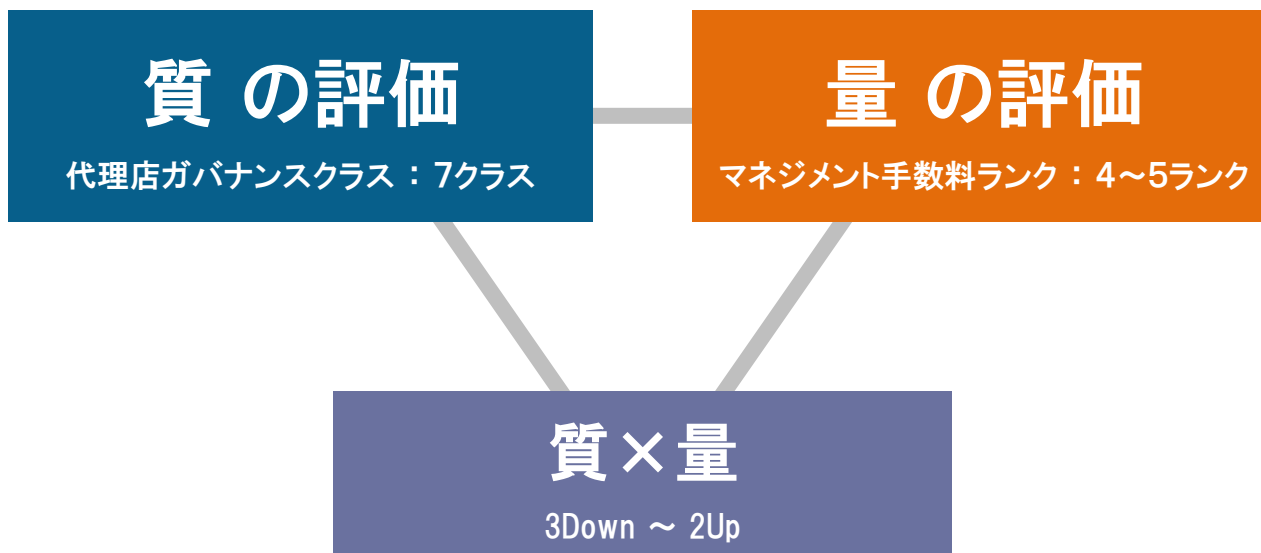 質 の評価
代理店ガバナンスクラス : 7クラス
量 の評価
マネジメント手数料ランク : 4～5ランク
質×量
3Down ～ 2Up